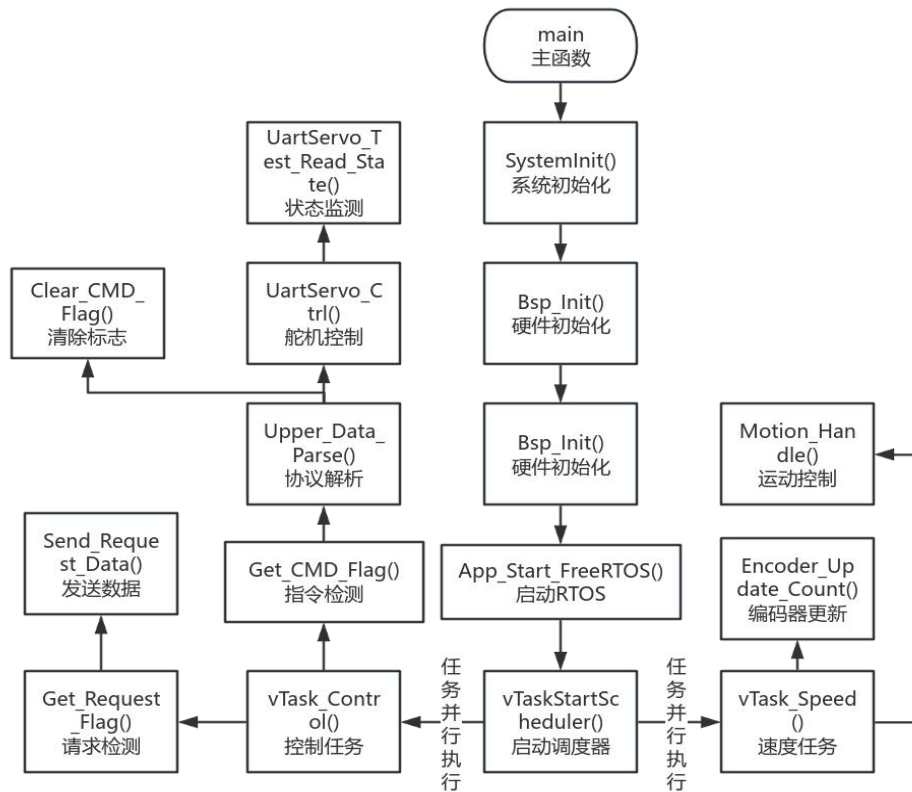 main
主函数
UartServo_T
est_Read_Sta
te()
状态监测
SystemInit()
系统初始化
Clear_CMD_
Flag()
清除标志
UartServo_C
trl()
舵机控制
Bsp_Init()
硬件初始化
Upper_Data_
Parse()
协议解析
Bsp_Init()
硬件初始化
Motion_Han
dle()
运动控制
Send_Reque
st_Data()
发送数据
Get_CMD_Flag()
指令检测
App_Start_FreeRTOS()
启动RTOS
Encoder_Up
date_Count()
编码器更新
Get_Request
_Flag()
请求检测
vTask_Contr
ol()
控制任务
任务并行执行
vTaskStartSc
heduler()
启动调度器
任务并行执行
vTask_Speed
()
速度任务